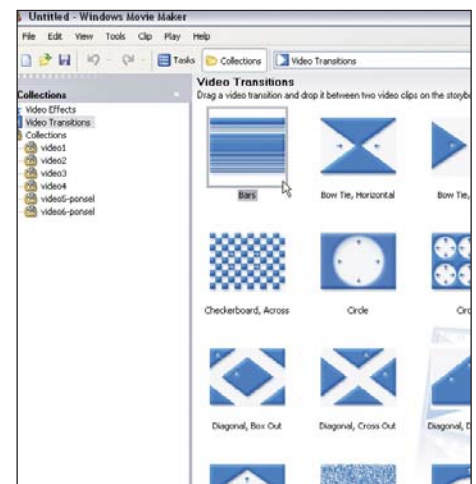 Untitled - Windows Movie Maker
File Edit View Tools Clip Play Help
Tasks Collections Video Transitions
Collections
Video Effects
Video Transitions
Collections
video1
video2
video3
video4
video5-ponsel
video6-ponsel
Video Transitions
Drag a video transition and drop it between two video clips on the
Bars Bow Tie, Horizontal Bow Tie,
Checkerboard, Across Circle
Diagonal, Box Out Diagonal, Cross Out Diagonal,